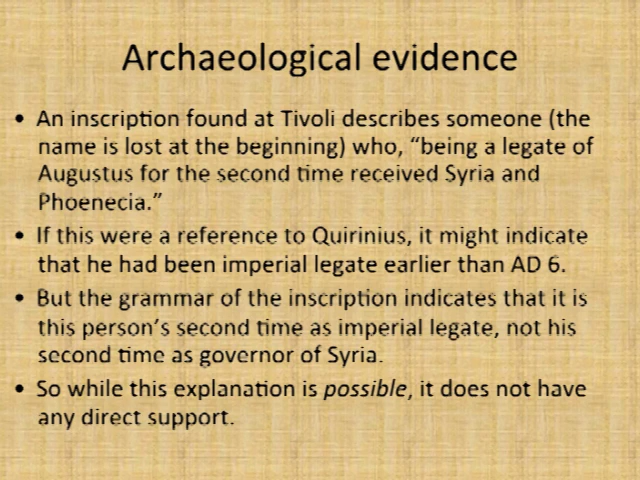 Archaeological evidence
• An inscription found at Tivoli describes someone (the
name is lost at the beginning) who, “being a legate of
Augustus for the second time received Syria and
Phoenecia.”
• If this were a reference to Quirinius, it might indicate
that he had been imperial legate earlier than AD 6.
• But the grammar of the inscription indicates that it is
this person’s second time as imperial legate, not his
second time as governor of Syria.
• So while this explanation is possible, it does not have
any direct support.